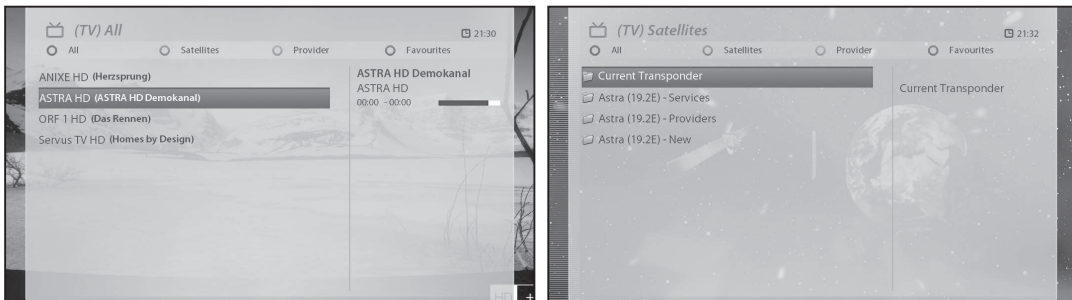 (TV) All
21:30
All Satellites Provider Favourites
ANIXE HD (Herzsprung)
ASTRA HD (ASTRA HD Demokanal)
ORF 1 HD (Das Rennen)
Servus TV HD (Homes by Design)
ASTRA HD Demokanal
ASTRA HD
00:00 - 00:00
HD +
(TV) Satellites
21:32
All Satellites Provider Favourites
Current Transponder
Astra (19.2E) - Services
Astra (19.2E) - Providers
Astra (19.2E) - New
Current Transponder